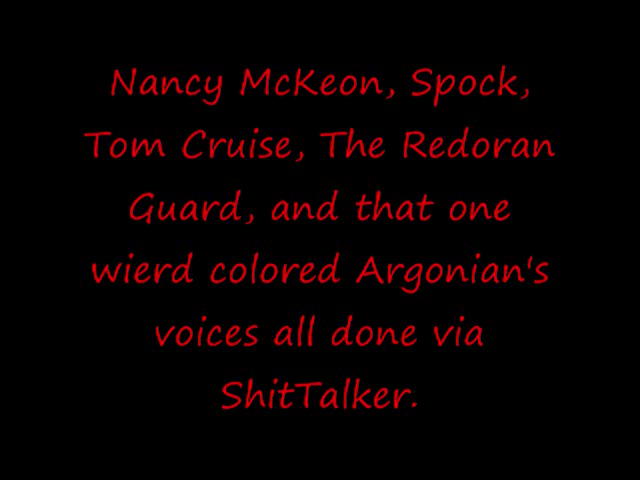 Nancy McKeon, Spock,
Tom Cruise, The Redoran
Guard, and that one
wierd colored Argonian's
voices all done via
ShitTalker.